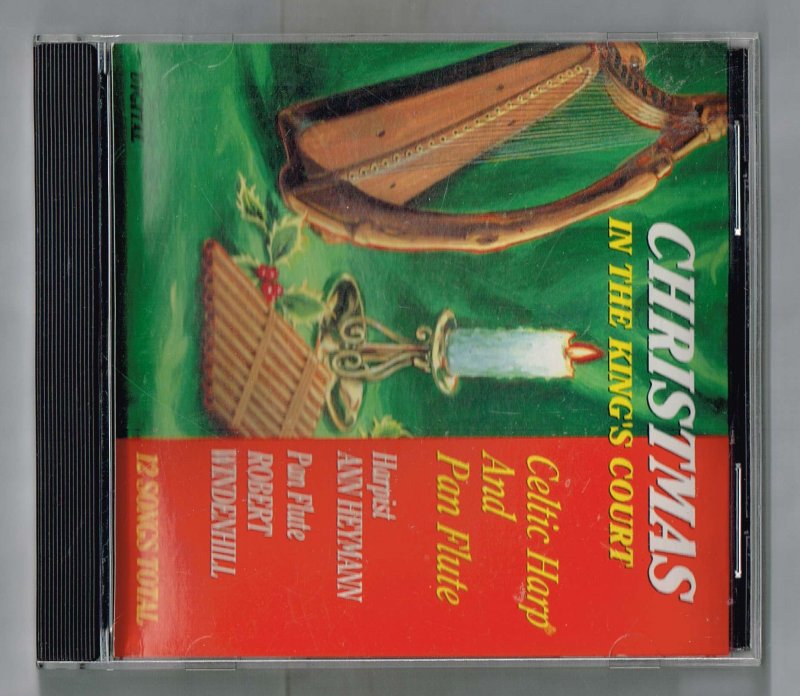 CHRISTMAS
IN THE KING'S COURT
Celtic Harp
And
Pan Flute
Harpist
ANN HEYMANN
Pan Flute
ROBERT
WINDENHILL
DIGITAL
12 SONGS TOTAL